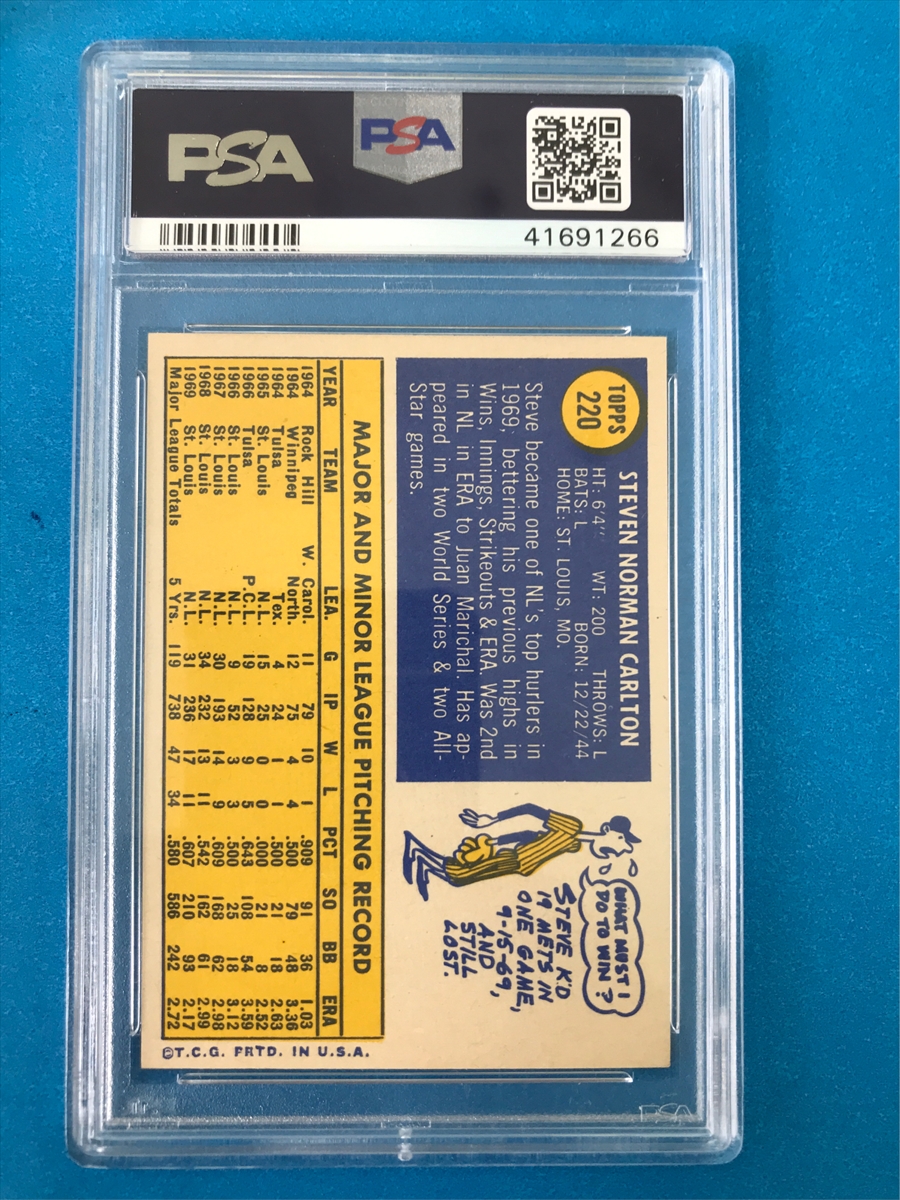 PSA
PSA
41691266
TOPPS
220
STEVEN NORMAN CARLTON
HT: 6'4" WT: 200 THROWS: L
BATS: L BORN: 12/22/44
HOME: ST. LOUIS, MO.
Steve became one of NL's top hurlers in
1969, bettering his previous highs in
Wins, Innings, Strikeouts & ERA. Was 2nd
in NL in ERA to Juan Marichal. Has ap-
peared in two World Series & two All-
Star games.
WHAT MUST I
DO TO WIN?
STEVE K'D
19 METS IN
ONE GAME,
9-15-69,
AND
STILL
LOST.
MAJOR AND MINOR LEAGUE PITCHING RECORD
YEAR TEAM LEA. G IP W L PCT SO BB ERA
1964 Rock Hill W. Carol. 11 79 10 1 .909 91 36 1.03
1964 Winnipeg North. 12 75 4 4 .500 79 48 3.36
1964 Tulsa Tex. 4 24 1 1 .500 21 18 2.63
1965 St. Louis N.L. 15 25 0 0 .000 21 8 2.52
1966 Tulsa P.C.L. 19 128 9 5 .643 108 54 3.59
1966 St. Louis N.L. 9 52 3 3 .500 25 18 3.12
1967 St. Louis N.L. 30 193 14 9 .609 168 62 2.98
1968 St. Louis N.L. 34 232 13 11 .542 162 61 2.99
1969 St. Louis N.L. 31 236 17 11 .607 210 93 2.17
Major League Totals 5 Yrs. 119 738 47 34 .580 586 242 2.72
©T.C.G. PRTD. IN U.S.A.
PSA